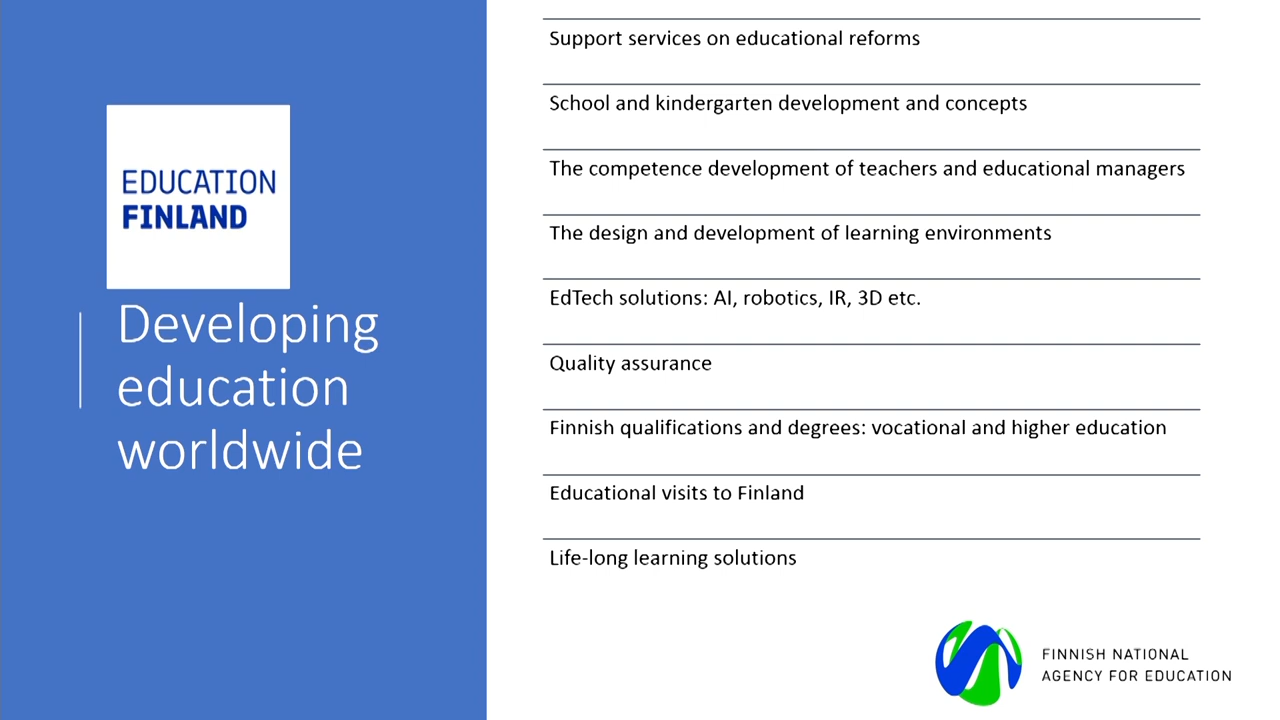 EDUCATION
FINLAND
Developing
education
worldwide
Support services on educational reforms
School and kindergarten development and concepts
The competence development of teachers and educational managers
The design and development of learning environments
EdTech solutions: AI, robotics, IR, 3D etc.
Quality assurance
Finnish qualifications and degrees: vocational and higher education
Educational visits to Finland
Life-long learning solutions
FINNISH NATIONAL
AGENCY FOR EDUCATION